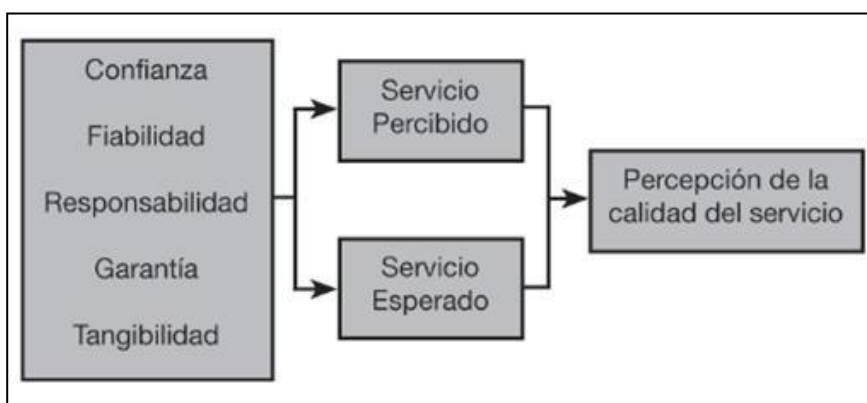 Confianza
Fiabilidad
Responsabilidad
Garantía
Tangibilidad
Servicio
Percibido
Servicio
Esperado
Percepción de la
calidad del servicio